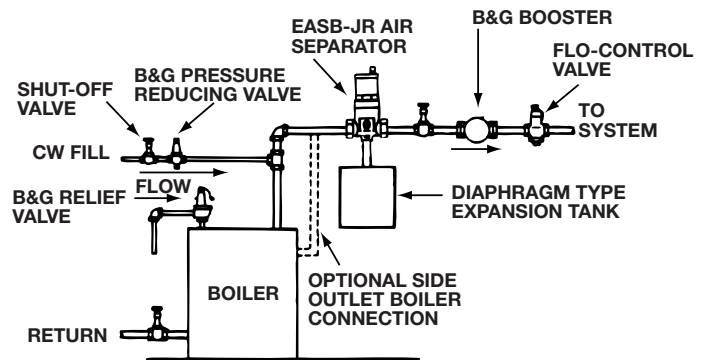 B&G BOOSTER
EASB-JR AIR
SEPARATOR
FLO-CONTROL
VALVE
B&G PRESSURE
REDUCING VALVE
SHUT-OFF
VALVE
TO
SYSTEM
CW FILL
FLOW
B&G RELIEF
VALVE
DIAPHRAGM TYPE
EXPANSION TANK
BOILER
OPTIONAL SIDE
OUTLET BOILER
CONNECTION
RETURN